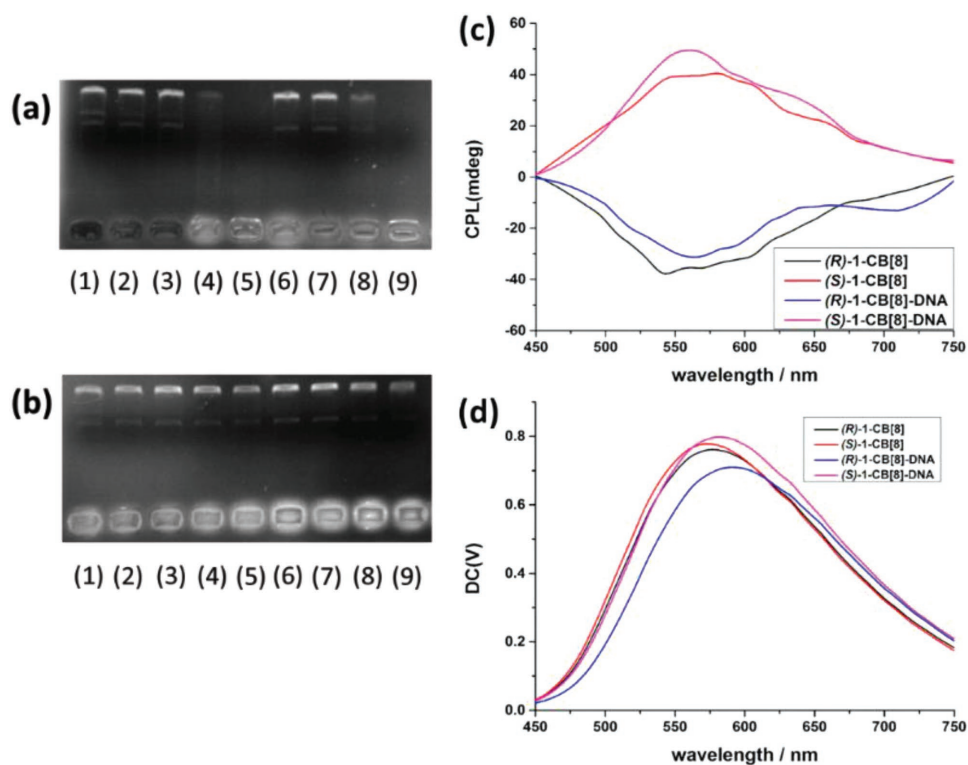 (a)
(1) (2) (3) (4) (5) (6) (7) (8) (9)
(b)
(1) (2) (3) (4) (5) (6) (7) (8) (9)
(c)
60
40
20
0
-20
-40
-60
CPL(mdeg)
(R)-1-CB[8]
(S)-1-CB[8]
(R)-1-CB[8]-DNA
(S)-1-CB[8]-DNA
450 500 550 600 650 700 750
wavelength / nm
(d)
0.8
0.6
0.4
0.2
0.0
DC(V)
(R)-1-CB[8]
(S)-1-CB[8]
(R)-1-CB[8]-DNA
(S)-1-CB[8]-DNA
450 500 550 600 650 700 750
wavelength / nm